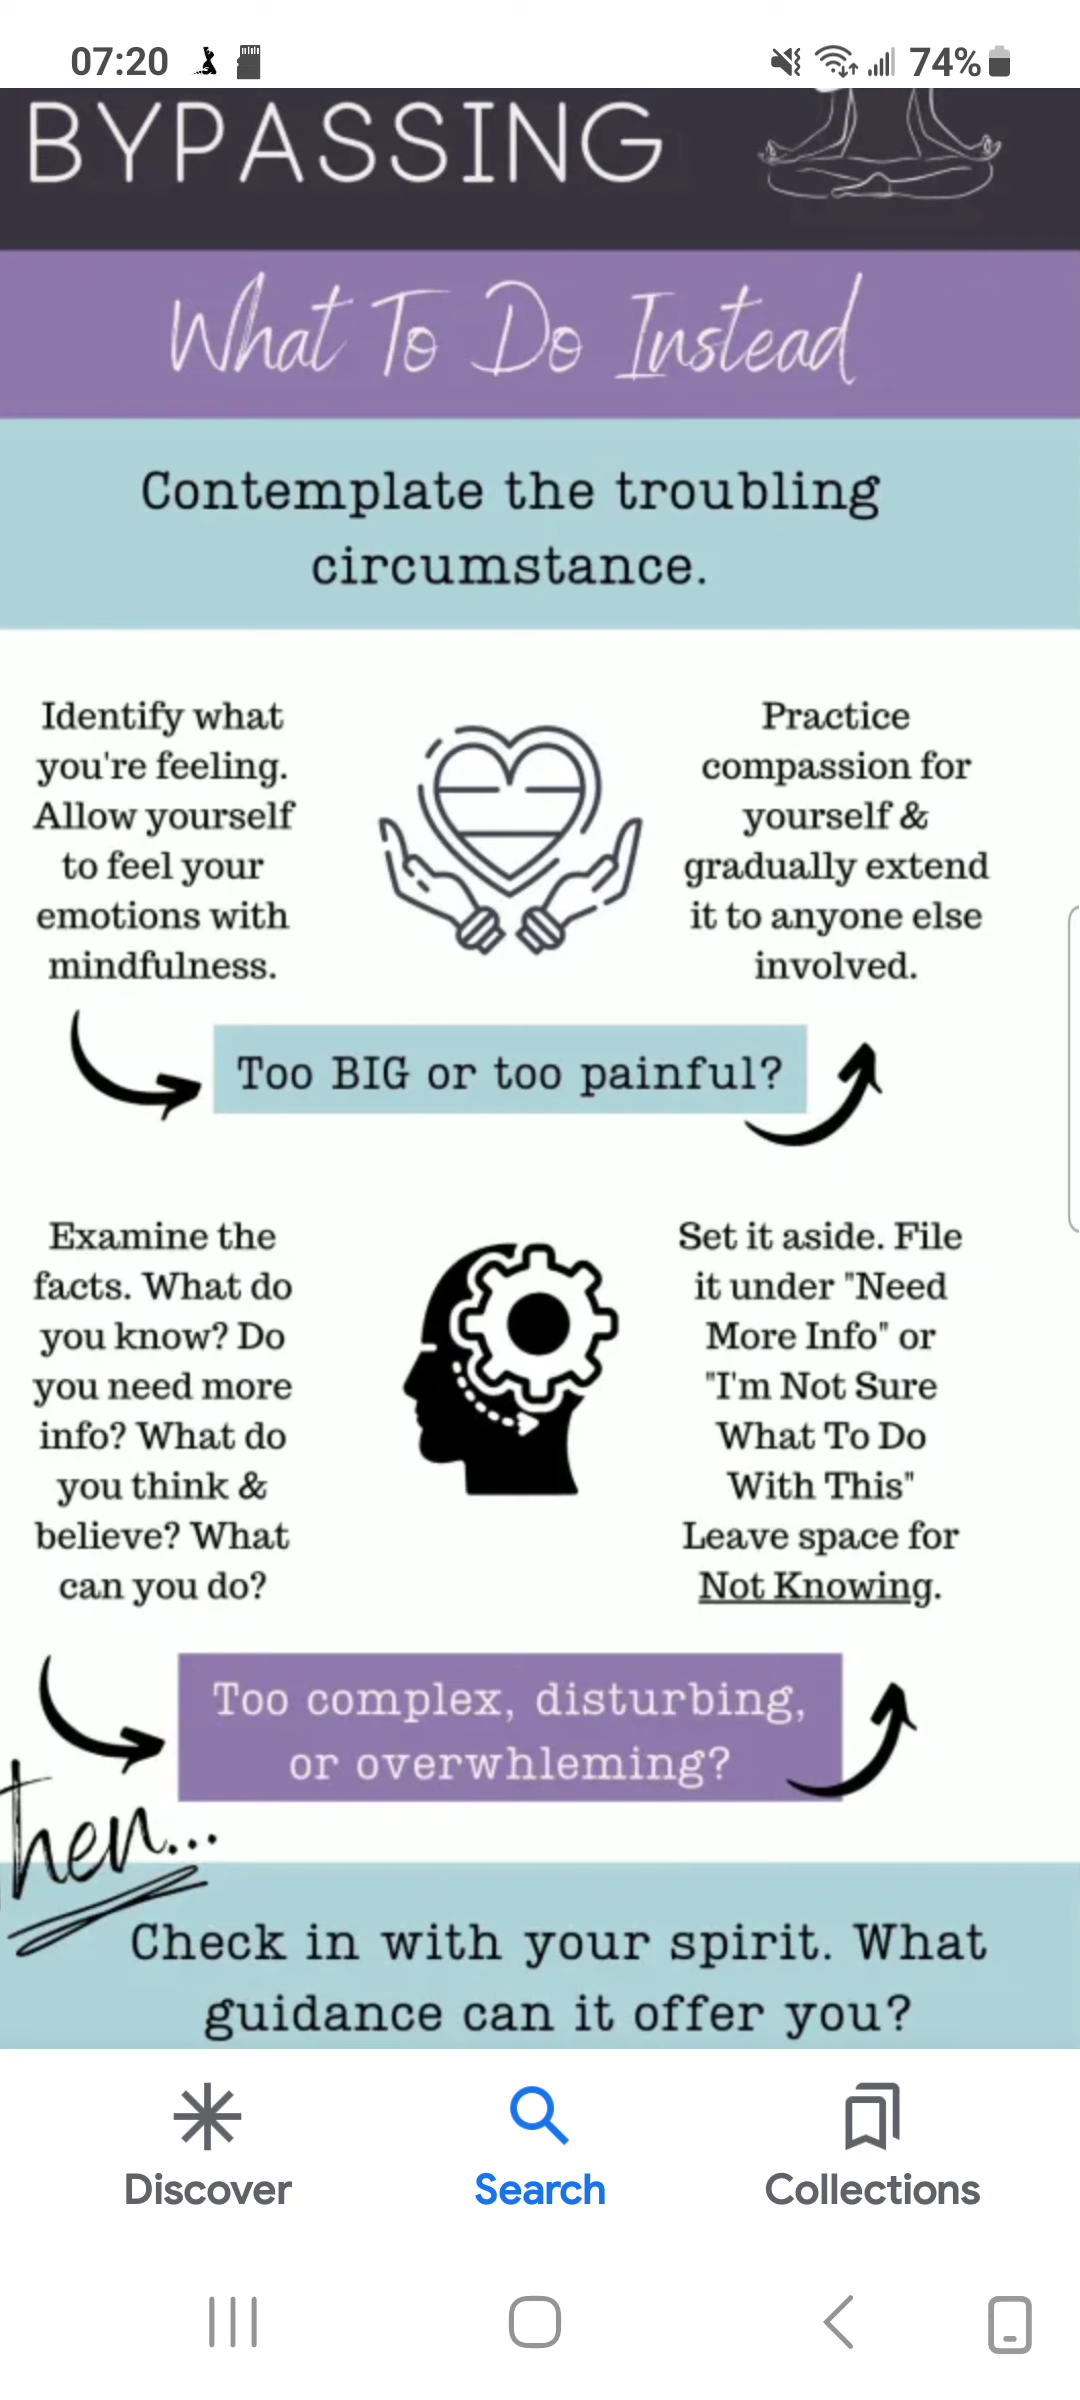 07:20
74%
BYPASSING
What To Do Instead
Contemplate the troubling
circumstance.
Identify what
you're feeling.
Allow yourself
to feel your
emotions with
mindfulness.
Practice
compassion for
yourself &
gradually extend
it to anyone else
involved.
Too BIG or too painful?
Examine the
facts. What do
you know? Do
you need more
info? What do
you think &
believe? What
can you do?
Set it aside. File
it under "Need
More Info" or
"I'm Not Sure
What To Do
With This"
Leave space for
Not Knowing.
Too complex, disturbing,
or overwhleming?
Then...
Check in with your spirit. What
guidance can it offer you?
Discover
Search
Collections